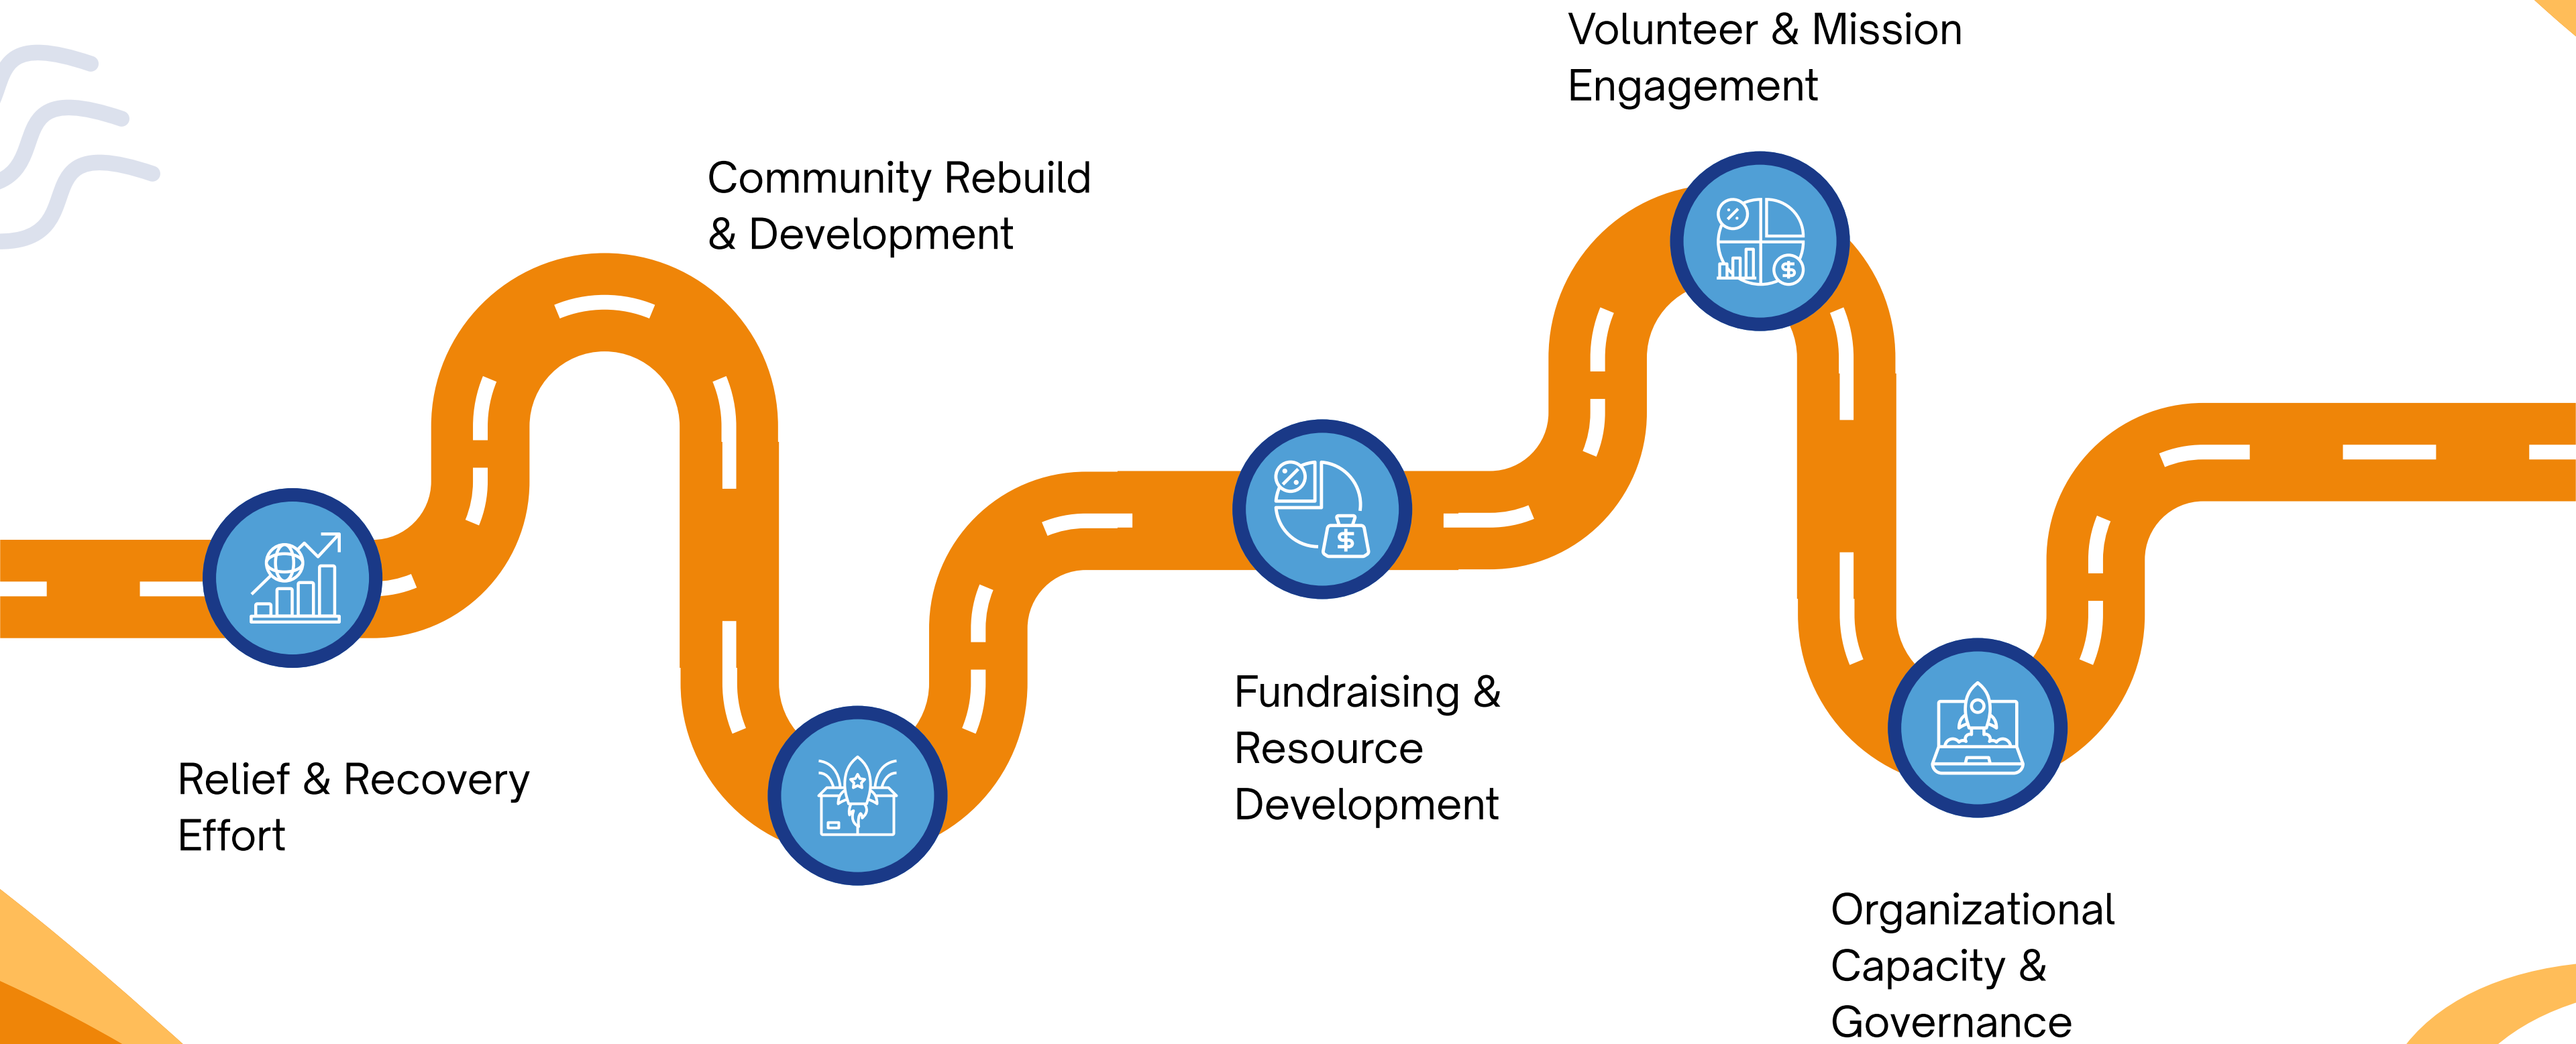 Relief & Recovery
Effort
Community Rebuild
& Development
Fundraising &
Resource
Development
Volunteer & Mission
Engagement
Organizational
Capacity &
Governance